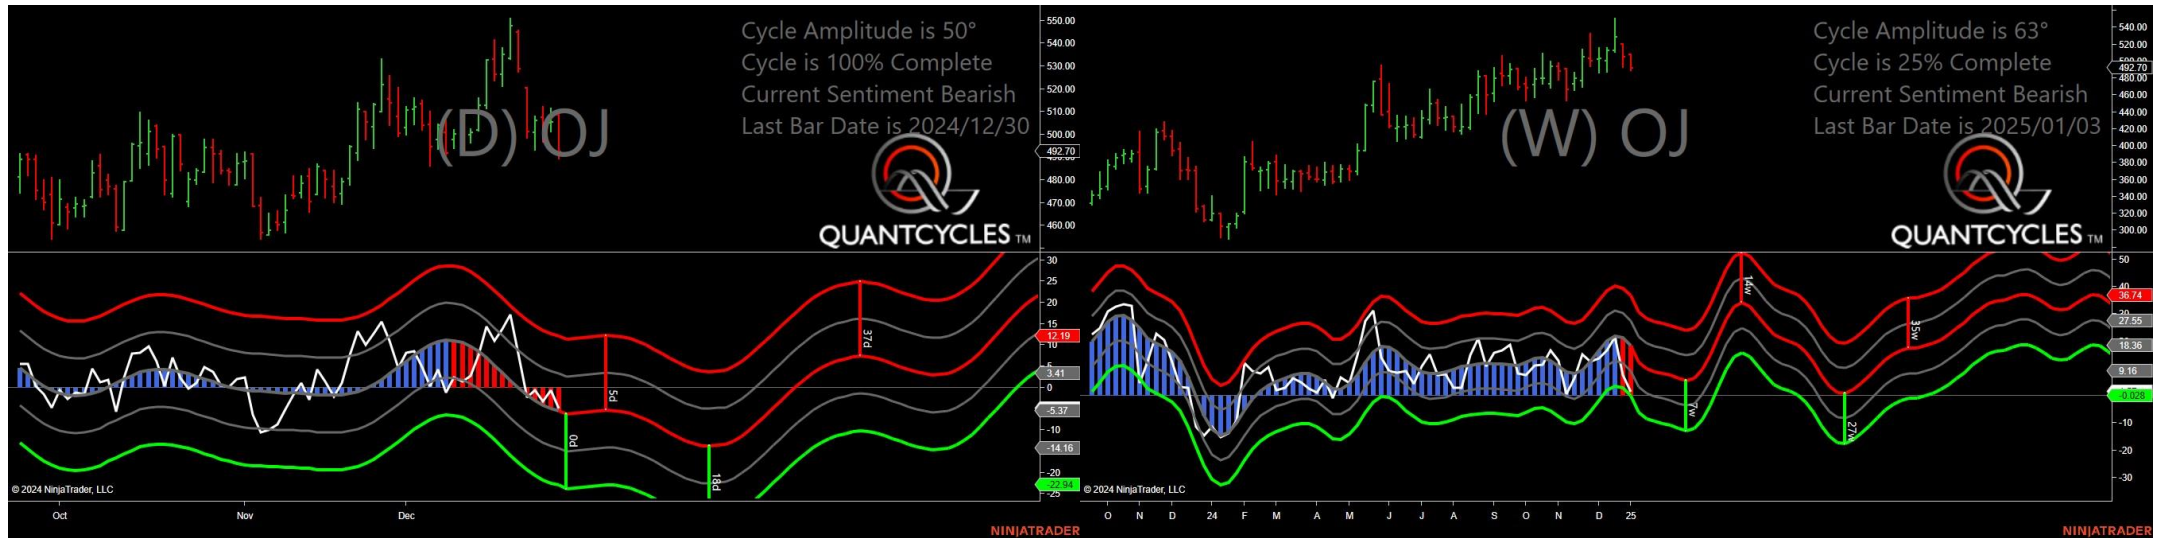 Cycle Amplitude is 50°
Cycle is 100% Complete
Current Sentiment Bearish
Last Bar Date is 2024/12/30
(D) OJ
QUANTCYCLES TM
550.00
540.00
530.00
520.00
510.00
500.00
492.70
480.00
470.00
460.00
30
25
20
15
12.19
10
3.41
0
-5.37
-10
-14.16
-20
-22.94
-25
5d
0d
18d
37d
© 2024 NinjaTrader, LLC
Oct
Nov
Dec
NINJATRADER
Cycle Amplitude is 63°
Cycle is 25% Complete
Current Sentiment Bearish
Last Bar Date is 2025/01/03
(W) OJ
QUANTCYCLES TM
540.00
520.00
500.00
492.70
480.00
460.00
440.00
420.00
400.00
380.00
360.00
340.00
320.00
300.00
50
40
36.74
30
27.55
18.36
9.16
-0.028
-10
-20
-30
14w
7w
27w
35w
© 2024 NinjaTrader, LLC
O N D 24 F M A M J J A S O N D 25
NINJATRADER